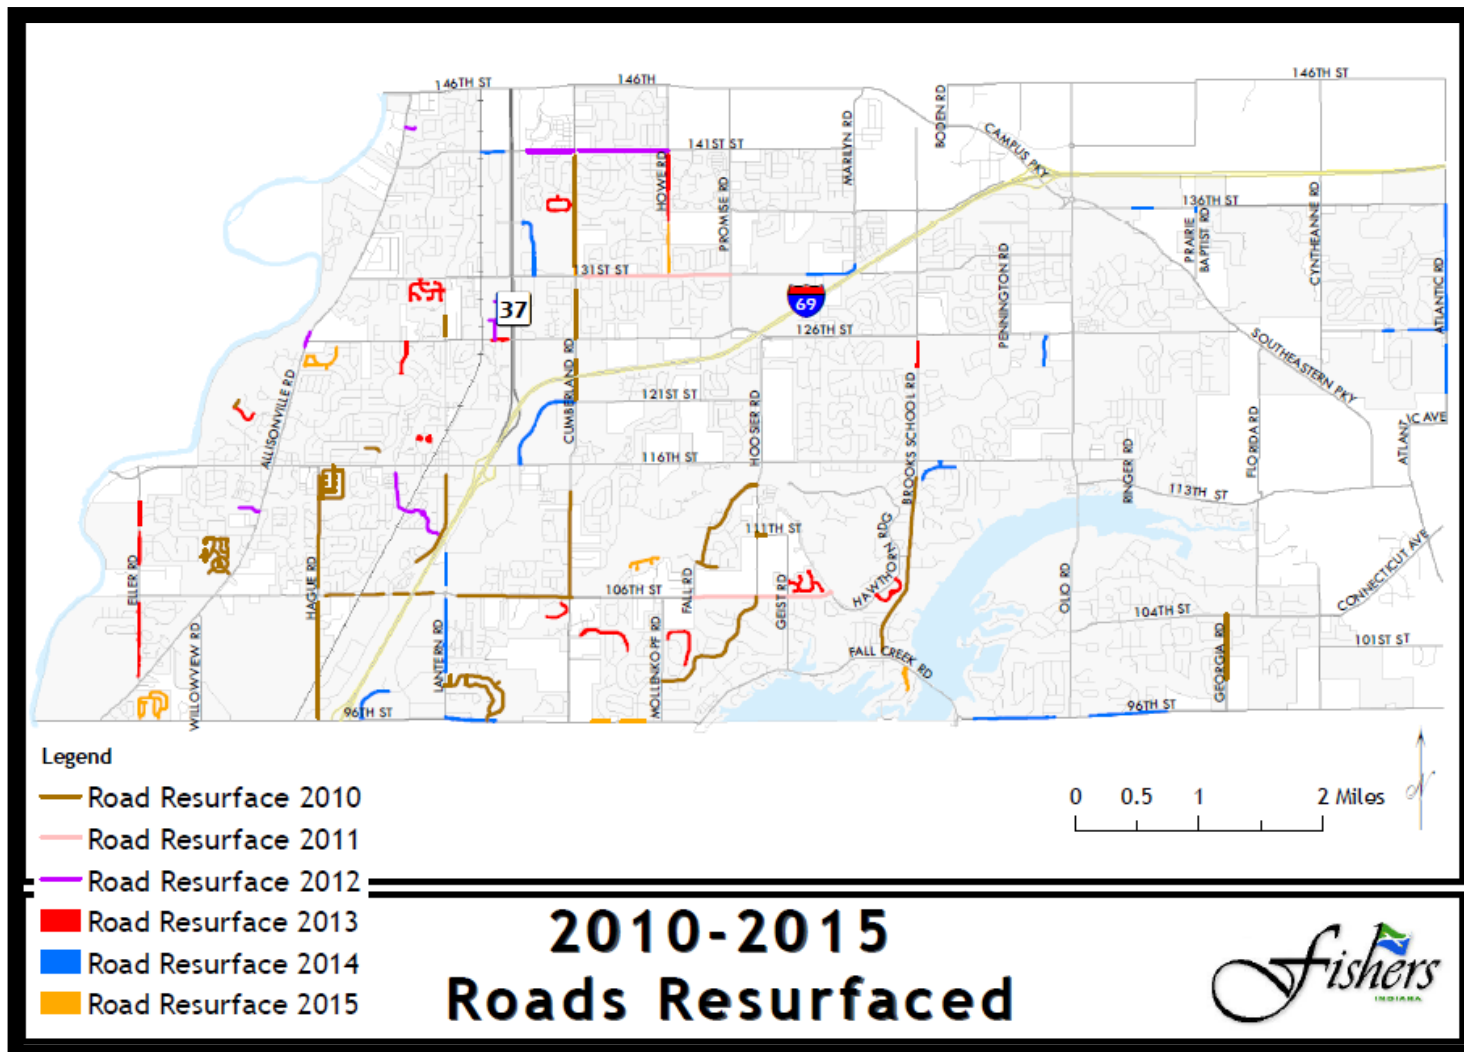 146TH ST
146TH
146TH ST
BODEN RD
MARILYN RD
CAMPUS PKY
141ST ST
HOWE RD
PROMISE RD
136TH ST
PRAIRIE
BAPTIST RD
CYNTHEANNE RD
131ST ST
PENNINGTON RD
ATLANTIC RD
37
69
126TH ST
SOUTHEASTERN PKY
CUMBERLAND RD
ALLISONVILLE RD
121ST ST
HOOSIER RD
BROOKS SCHOOL RD
FLORIDA RD
IC AVE
ATLANT
116TH ST
RINGER RD
113TH ST
111TH ST
HAWTHORN RDG
CONNECTICUT AVE
ELLER RD
HAGUE RD
106TH ST
FALL RD
GEIST RD
OLIO RD
104TH ST
101ST ST
WILLOWVIEW RD
LANTERN RD
MOLLENKOPF RD
FALL CREEK RD
GEORGIA RD
96TH ST
96TH ST
Legend
Road Resurface 2010
Road Resurface 2011
Road Resurface 2012
Road Resurface 2013
Road Resurface 2014
Road Resurface 2015
0 0.5 1 2 Miles
N
2010-2015
Roads Resurfaced
Fishers
INDIANA